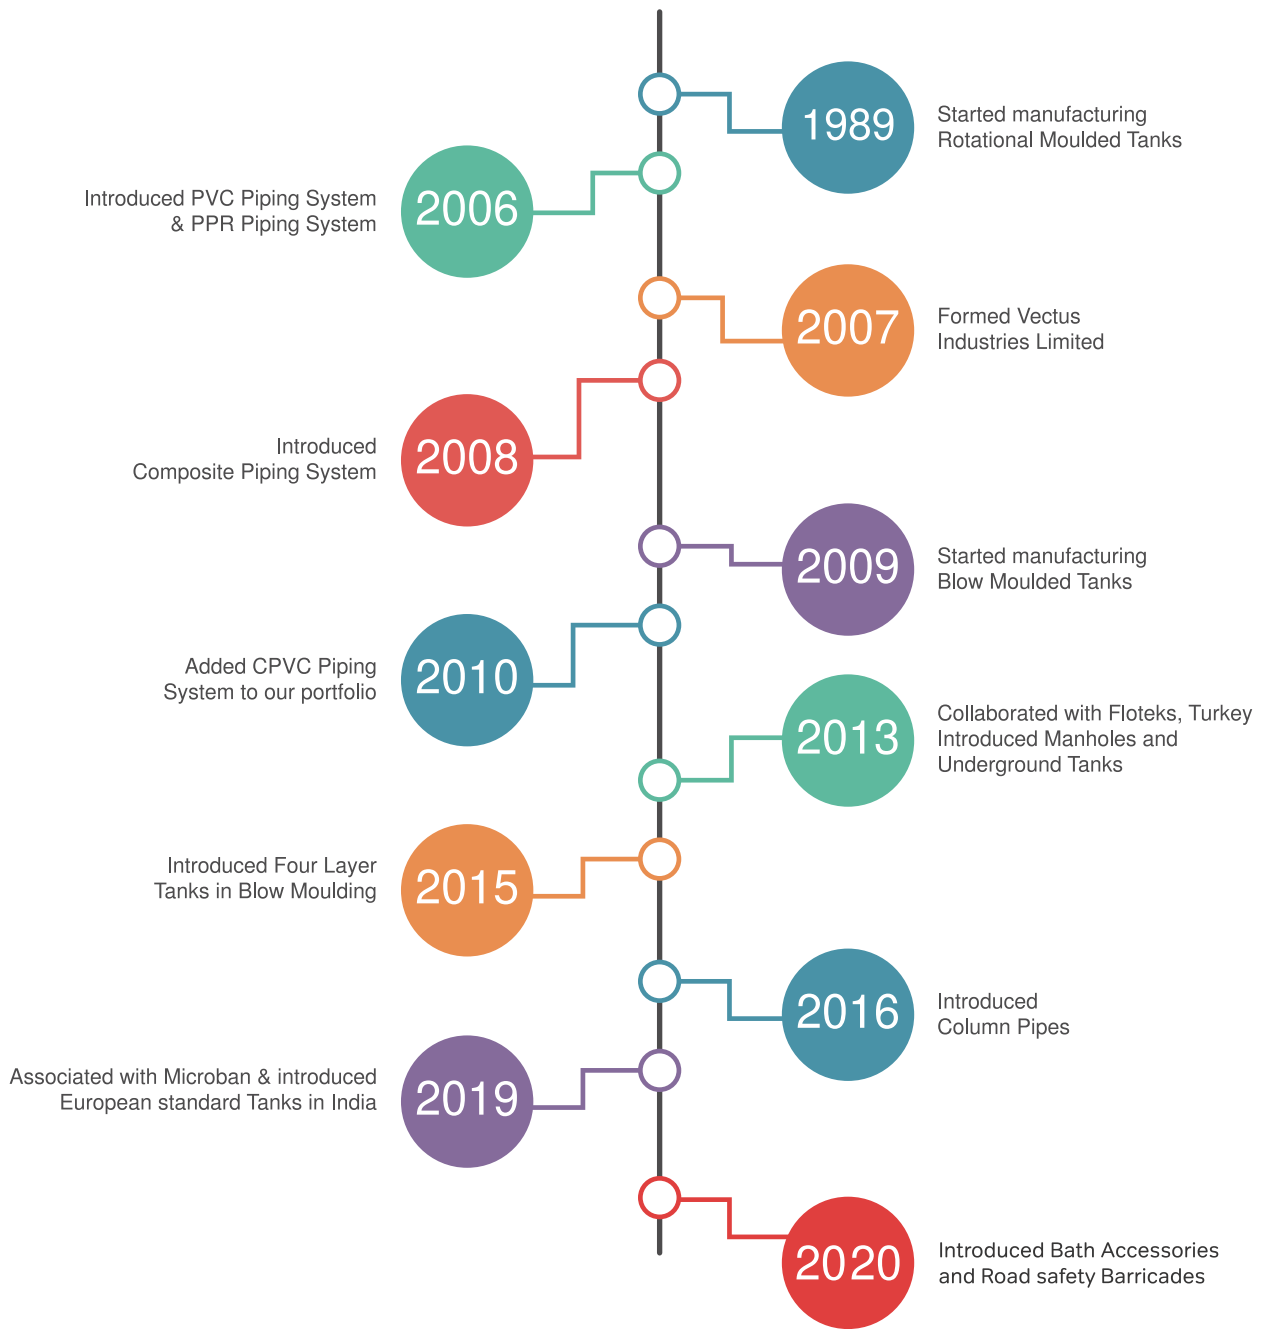 1989
Started manufacturing
Rotational Moulded Tanks
Introduced PVC Piping System
& PPR Piping System
2006
2007
Formed Vectus
Industries Limited
Introduced
Composite Piping System
2008
2009
Started manufacturing
Blow Moulded Tanks
Added CPVC Piping
System to our portfolio
2010
2013
Collaborated with Floteks, Turkey
Introduced Manholes and
Underground Tanks
Introduced Four Layer
Tanks in Blow Moulding
2015
2016
Introduced
Column Pipes
Associated with Microban & introduced
European standard Tanks in India
2019
2020
Introduced Bath Accessories
and Road safety Barricades